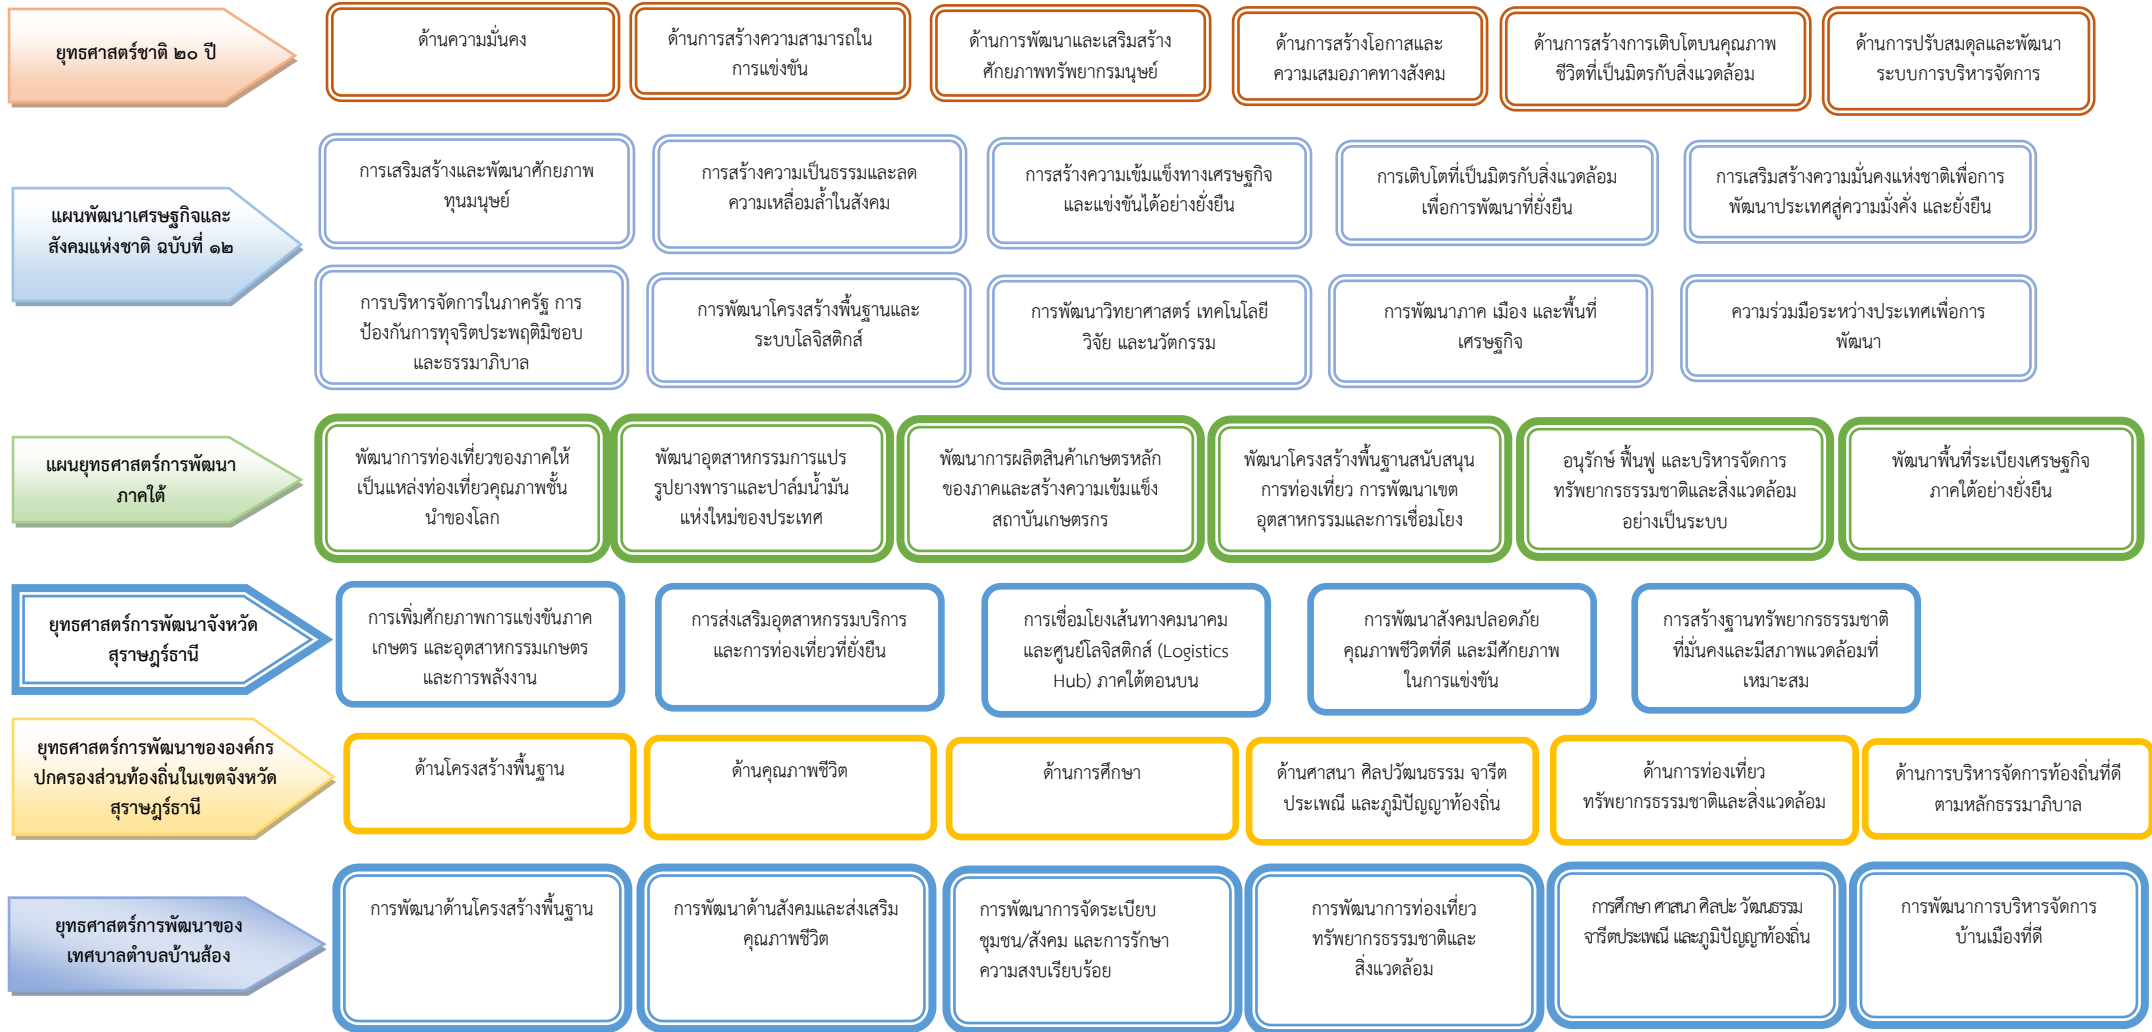 ยุทธศาสตร์ชาติ ๒๐ ปี
ด้านความมั่นคง
ด้านการสร้างความสามารถใน
การแข่งขัน
ด้านการพัฒนาและเสริมสร้าง
ศักยภาพทรัพยากรมนุษย์
ด้านการสร้างโอกาสและ
ความเสมอภาคทางสังคม
ด้านการสร้างการเติบโตบนคุณภาพ
ชีวิตที่เป็นมิตรกับสิ่งแวดล้อม
ด้านการปรับสมดุลและพัฒนา
ระบบการบริหารจัดการ
แผนพัฒนาเศรษฐกิจและ
สังคมแห่งชาติ ฉบับที่ ๑๒
การเสริมสร้างและพัฒนาศักยภาพ
ทุนมนุษย์
การสร้างความเป็นธรรมและลด
ความเหลื่อมล้ำในสังคม
การสร้างความเข้มแข็งทางเศรษฐกิจ
และแข่งขันได้อย่างยั่งยืน
การเติบโตที่เป็นมิตรกับสิ่งแวดล้อม
เพื่อการพัฒนาที่ยั่งยืน
การเสริมสร้างความมั่นคงแห่งชาติเพื่อการ
พัฒนาประเทศสู่ความมั่งคั่ง และยั่งยืน
การบริหารจัดการในภาครัฐ การ
ป้องกันการทุจริตประพฤติมิชอบ
และธรรมาภิบาล
การพัฒนาโครงสร้างพื้นฐานและ
ระบบโลจิสติกส์
การพัฒนาวิทยาศาสตร์ เทคโนโลยี
วิจัย และนวัตกรรม
การพัฒนาภาค เมือง และพื้นที่
เศรษฐกิจ
ความร่วมมือระหว่างประเทศเพื่อการ
พัฒนา
แผนยุทธศาสตร์การพัฒนา
ภาคใต้
พัฒนาการท่องเที่ยวของภาคให้
เป็นแหล่งท่องเที่ยวคุณภาพชั้น
นำของโลก
พัฒนาอุตสาหกรรมการแปร
รูปยางพาราและปาล์มน้ำมัน
แห่งใหม่ของประเทศ
พัฒนาการผลิตสินค้าเกษตรหลัก
ของภาคและสร้างความเข้มแข็ง
สถาบันเกษตรกร
พัฒนาโครงสร้างพื้นฐานสนับสนุน
การท่องเที่ยว การพัฒนาเขต
อุตสาหกรรมและการเชื่อมโยง
อนุรักษ์ ฟื้นฟู และบริหารจัดการ
ทรัพยากรธรรมชาติและสิ่งแวดล้อม
อย่างเป็นระบบ
พัฒนาพื้นที่ระเบียงเศรษฐกิจ
ภาคใต้อย่างยั่งยืน
ยุทธศาสตร์การพัฒนาจังหวัด
สุราษฎร์ธานี
การเพิ่มศักยภาพการแข่งขันภาค
เกษตร และอุตสาหกรรมเกษตร
และการพลังงาน
การส่งเสริมอุตสาหกรรมบริการ
และการท่องเที่ยวที่ยั่งยืน
การเชื่อมโยงเส้นทางคมนาคม
และศูนย์โลจิสติกส์ (Logistics
Hub) ภาคใต้ตอนบน
การพัฒนาสังคมปลอดภัย
คุณภาพชีวิตที่ดี และมีศักยภาพ
ในการแข่งขัน
การสร้างฐานทรัพยากรธรรมชาติ
ที่มั่นคงและมีสภาพแวดล้อมที่
เหมาะสม
ยุทธศาสตร์การพัฒนาขององค์กร
ปกครองส่วนท้องถิ่นในเขตจังหวัด
สุราษฎร์ธานี
ด้านโครงสร้างพื้นฐาน
ด้านคุณภาพชีวิต
ด้านการศึกษา
ด้านศาสนา ศิลปวัฒนธรรม จารีต
ประเพณี และภูมิปัญญาท้องถิ่น
ด้านการท่องเที่ยว
ทรัพยากรธรรมชาติและสิ่งแวดล้อม
ด้านการบริหารจัดการท้องถิ่นที่ดี
ตามหลักธรรมาภิบาล
ยุทธศาสตร์การพัฒนาของ
เทศบาลตำบลบ้านส้อง
การพัฒนาด้านโครงสร้างพื้นฐาน
การพัฒนาด้านสังคมและส่งเสริม
คุณภาพชีวิต
การพัฒนาการจัดระเบียบ
ชุมชน/สังคม และการรักษา
ความสงบเรียบร้อย
การพัฒนาการท่องเที่ยว
ทรัพยากรธรรมชาติและ
สิ่งแวดล้อม
การศึกษา ศาสนา ศิลปะ วัฒนธรรม
จารีตประเพณี และภูมิปัญญาท้องถิ่น
การพัฒนาการบริหารจัดการ
บ้านเมืองที่ดี